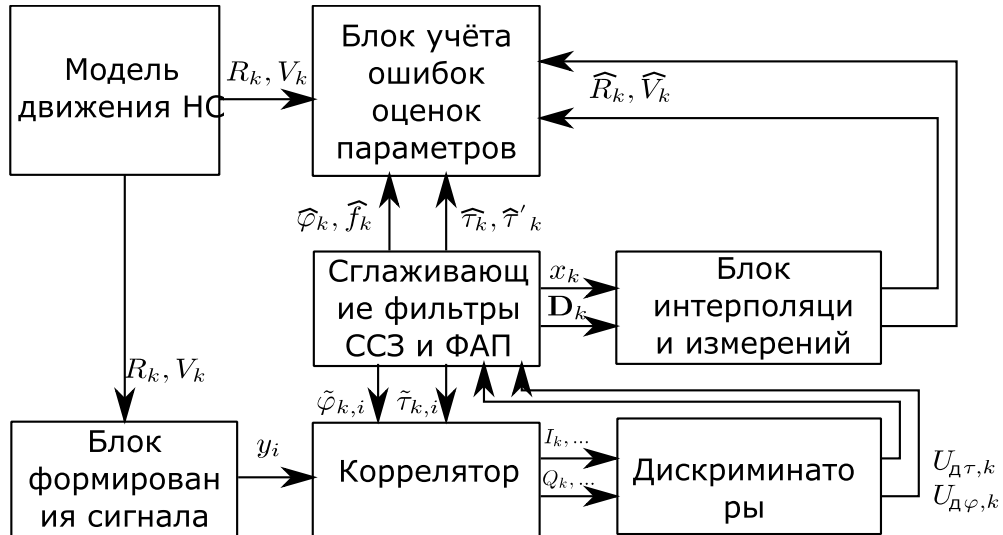 Модель
движения НС
R_k, V_k
Блок учёта
ошибок
оценок
параметров
R̂_k, V̂_k
φ̂_k, f̂_k
τ̂_k, τ̂'_k
Сглаживающ
ие фильтры
ССЗ и ФАП
x_k
D_k
Блок
интерполяци
и измерений
R_k, V_k
φ̃_{k,i}
τ̃_{k,i}
Блок
формирован
ия сигнала
y_i
Коррелятор
I_k, ...
Q_k, ...
Дискриминато
ры
U_{дτ,k}
U_{дφ,k}